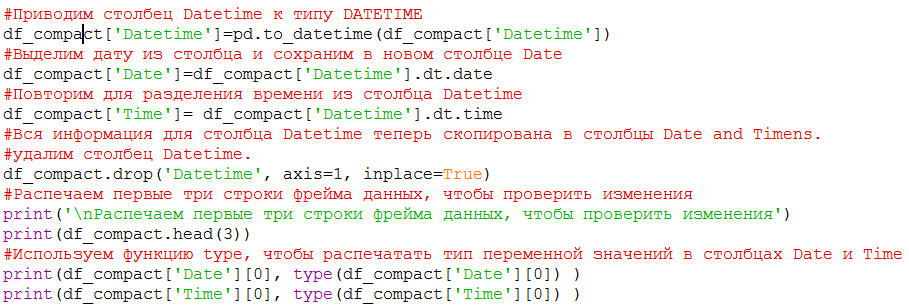 #Приводим столбец Datetime к типу DATETIME
df_compact['Datetime']=pd.to_datetime(df_compact['Datetime'])
#Выделим дату из столбца и сохраним в новом столбце Date
df_compact['Date']=df_compact['Datetime'].dt.date
#Повторим для разделения времени из столбца Datetime
df_compact['Time']= df_compact['Datetime'].dt.time
#Вся информация для столбца Datetime теперь скопирована в столбцы Date and Timens.
#удалим столбец Datetime.
df_compact.drop('Datetime', axis=1, inplace=True)
#Распечаем первые три строки фрейма данных, чтобы проверить изменения
print('\nРаспечаем первые три строки фрейма данных, чтобы проверить изменения')
print(df_compact.head(3))
#Используем функцию type, чтобы распечатать тип переменной значений в столбцах Date и Time
print(df_compact['Date'][0], type(df_compact['Date'][0]) )
print(df_compact['Time'][0], type(df_compact['Time'][0]) )